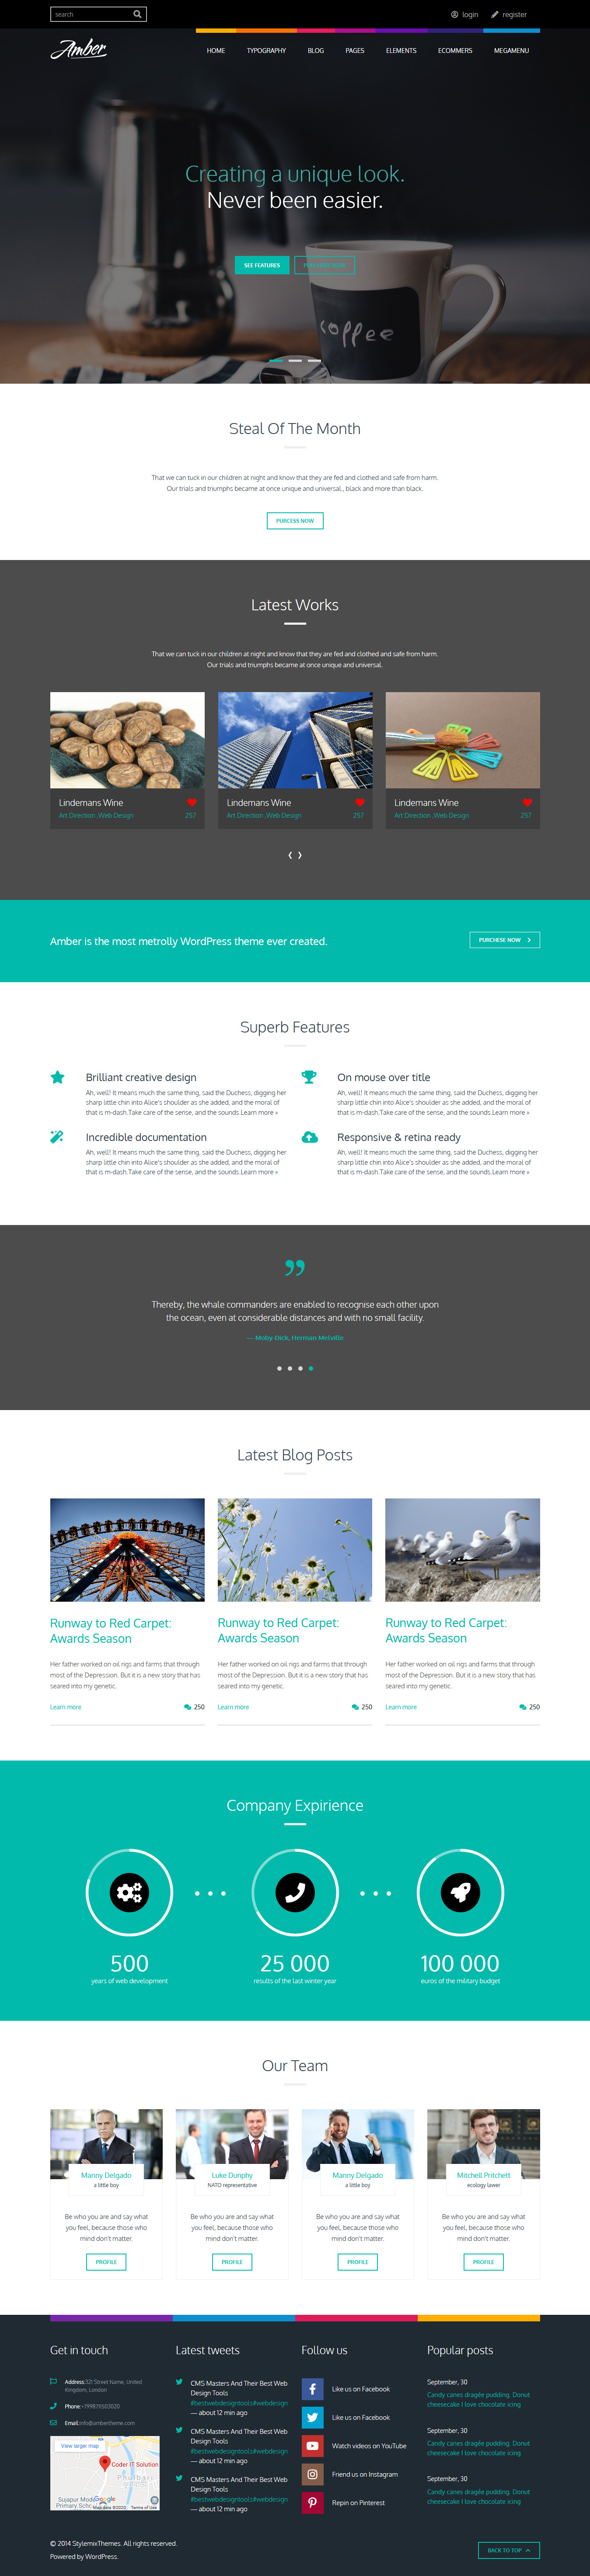 search
login
register
Amber
HOME
TYPOGRAPHY
BLOG
PAGES
ELEMENTS
ECOMMERS
MEGAMENU
Creating a unique look.
Never been easier.
SEE FEATURES
coffee
Steal Of The Month
That we can tuck in our children at night and know that they are fed and clothed and safe from harm.
Our trials and triumphs became at once unique and universal., black and more than black.
PURCESS NOW
Latest Works
That we can tuck in our children at night and know that they are fed and clothed and safe from harm.
Our trials and triumphs became at once unique and universal.
Lindemans Wine
Art Direction ,Web Design 257
Lindemans Wine
Art Direction ,Web Design 257
Lindemans Wine
Art Direction ,Web Design 257
Amber is the most metrolly WordPress theme ever created.
PURCHESE NOW
Superb Features
Brilliant creative design
Ah, well! It means much the same thing, said the Duchess, digging her
sharp little chin into Alice's shoulder as she added, and the moral of
that is m-dash.Take care of the sense, and the sounds.Learn more »
On mouse over title
Ah, well! It means much the same thing, said the Duchess, digging her
sharp little chin into Alice's shoulder as she added, and the moral of
that is m-dash.Take care of the sense, and the sounds.Learn more »
Incredible documentation
Ah, well! It means much the same thing, said the Duchess, digging her
sharp little chin into Alice's shoulder as she added, and the moral of
that is m-dash.Take care of the sense, and the sounds.Learn more »
Responsive & retina ready
Ah, well! It means much the same thing, said the Duchess, digging her
sharp little chin into Alice's shoulder as she added, and the moral of
that is m-dash.Take care of the sense, and the sounds.Learn more »
Thereby, the whale commanders are enabled to recognise each other upon
the ocean, even at considerable distances and with no small facility.
— Moby-Dick, Herman Melville
Latest Blog Posts
Runway to Red Carpet:
Awards Season
Her father worked on oil rigs and farms that through
most of the Depression. But it is a new story that has
seared into my genetic.
Learn more 250
Runway to Red Carpet:
Awards Season
Her father worked on oil rigs and farms that through
most of the Depression. But it is a new story that has
seared into my genetic.
Learn more 250
Runway to Red Carpet:
Awards Season
Her father worked on oil rigs and farms that through
most of the Depression. But it is a new story that has
seared into my genetic.
Learn more 250
Company Expirience
500
years of web development
25 000
results of the last winter year
100 000
euros of the military budget
Our Team
Manny Delgado
a little boy
Be who you are and say what
you feel, because those who
mind don't matter.
PROFILE
Luke Dunphy
NATO representative
Be who you are and say what
you feel, because those who
mind don't matter.
PROFILE
Manny Delgado
a little boy
Be who you are and say what
you feel, because those who
mind don't matter.
PROFILE
Mitchell Pritchett
ecology lawer
Be who you are and say what
you feel, because those who
mind don't matter.
PROFILE
Get in touch
Address:321 Street Name, United
Kingdom, London
Phone:
Email:info@ambertheme.com
View larger map
Coder IT Solution
Google
Map data ©2020 Terms of Use
Latest tweets
CMS Masters And Their Best Web
Design Tools
#bestwebdesigntools#webdesign
— about 12 min ago
CMS Masters And Their Best Web
Design Tools
#bestwebdesigntools#webdesign
— about 12 min ago
CMS Masters And Their Best Web
Design Tools
#bestwebdesigntools#webdesign
— about 12 min ago
Follow us
Like us on Facebook
Like us on Facebook
Watch videos on YouTube
Friend us on Instagram
Repin on Pinterest
Popular posts
September, 30
Candy canes dragée pudding. Donut
cheesecake I love chocolate icing
September, 30
Candy canes dragée pudding. Donut
cheesecake I love chocolate icing
September, 30
Candy canes dragée pudding. Donut
cheesecake I love chocolate icing
© 2014 StylemixThemes. All rights reserved.
Powered by WordPress.
BACK TO TOP